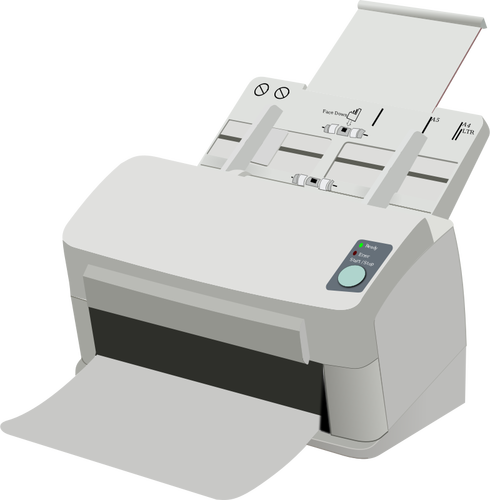 Face Down
A5
A4
LTR
Ready
Error
Start / Stop